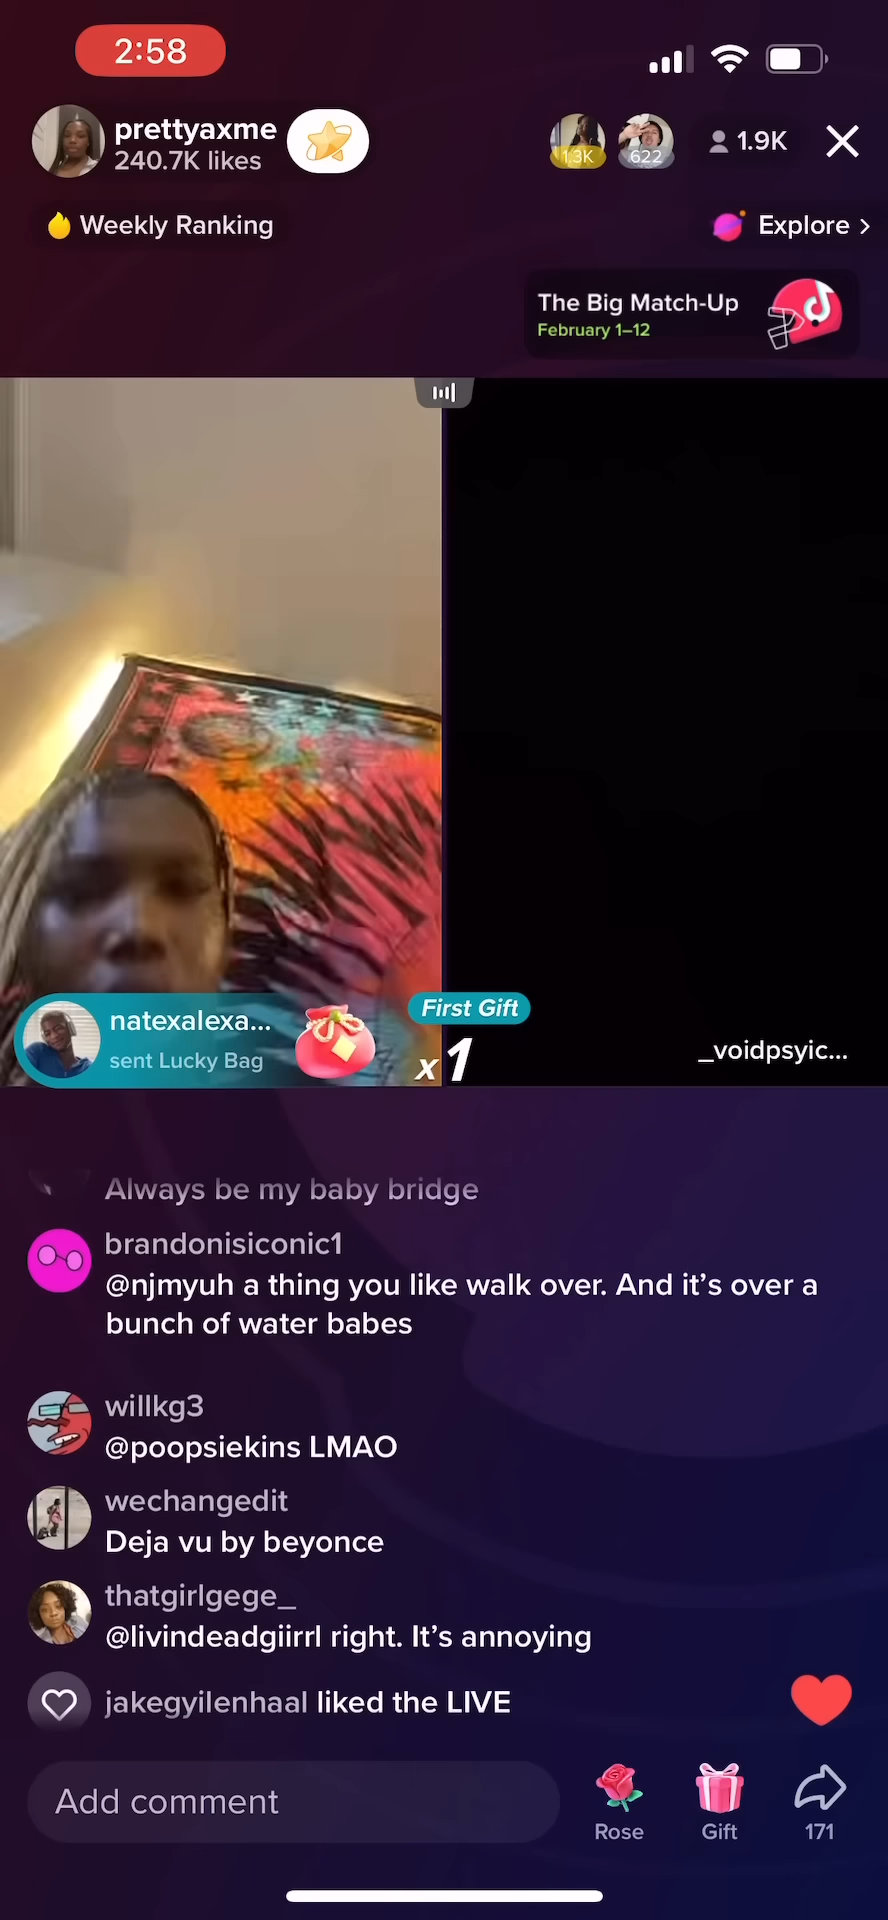 2:58
prettyaxme
240.7K likes
1.3K
622
1.9K
Weekly Ranking
Explore >
The Big Match-Up
February 1–12
natexalexa...
sent Lucky Bag
First Gift
x1
_voidpsyic...
Always be my baby bridge
brandonisiconic1
@njmyuh a thing you like walk over. And it’s over a
bunch of water babes
willkg3
@poopsiekins LMAO
wechangedit
Deja vu by beyonce
thatgirlgege_
@livindeadgiirrl right. It’s annoying
jakegyilenhaal liked the LIVE
Add comment
Rose
Gift
171